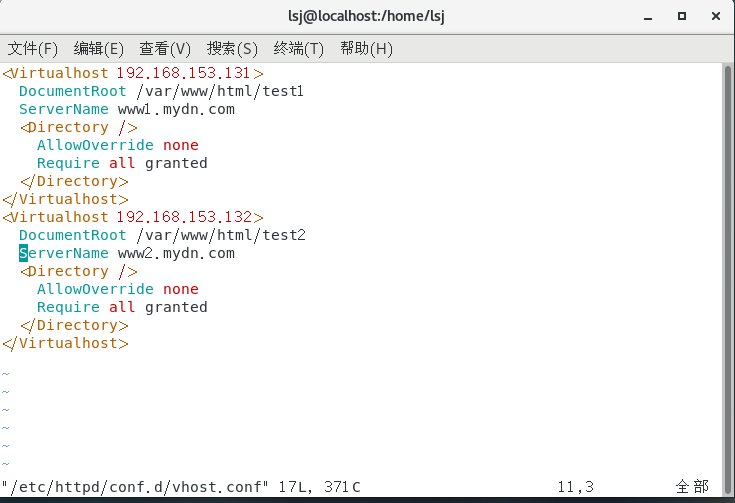 lsj@localhost:/home/lsj
文件(F) 编辑(E) 查看(V) 搜索(S) 终端(T) 帮助(H)
<Virtualhost 192.168.153.131>
  DocumentRoot /var/www/html/test1
  ServerName www1.mydn.com
  <Directory />
    AllowOverride none
    Require all granted
  </Directory>
</Virtualhost>
<Virtualhost 192.168.153.132>
  DocumentRoot /var/www/html/test2
  ServerName www2.mydn.com
  <Directory />
    AllowOverride none
    Require all granted
  </Directory>
</Virtualhost>
~
~
~
~
~
~
"/etc/httpd/conf.d/vhost.conf" 17L, 371C 11,3 全部